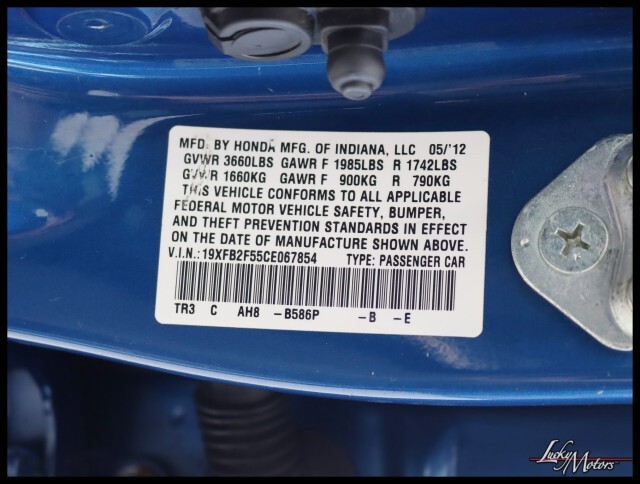 MFD. BY HONDA MFG. OF INDIANA, LLC 05/'12
GVWR 3660LBS GAWR F 1985LBS R 1742LBS
GVWR 1660KG GAWR F 900KG R 790KG
THIS VEHICLE CONFORMS TO ALL APPLICABLE
FEDERAL MOTOR VEHICLE SAFETY, BUMPER,
AND THEFT PREVENTION STANDARDS IN EFFECT
ON THE DATE OF MANUFACTURE SHOWN ABOVE.
V.I.N.: 19XFB2F55CE067854 TYPE: PASSENGER CAR
TR3 C AH8 -B586P -B -E
Lucky
Motors